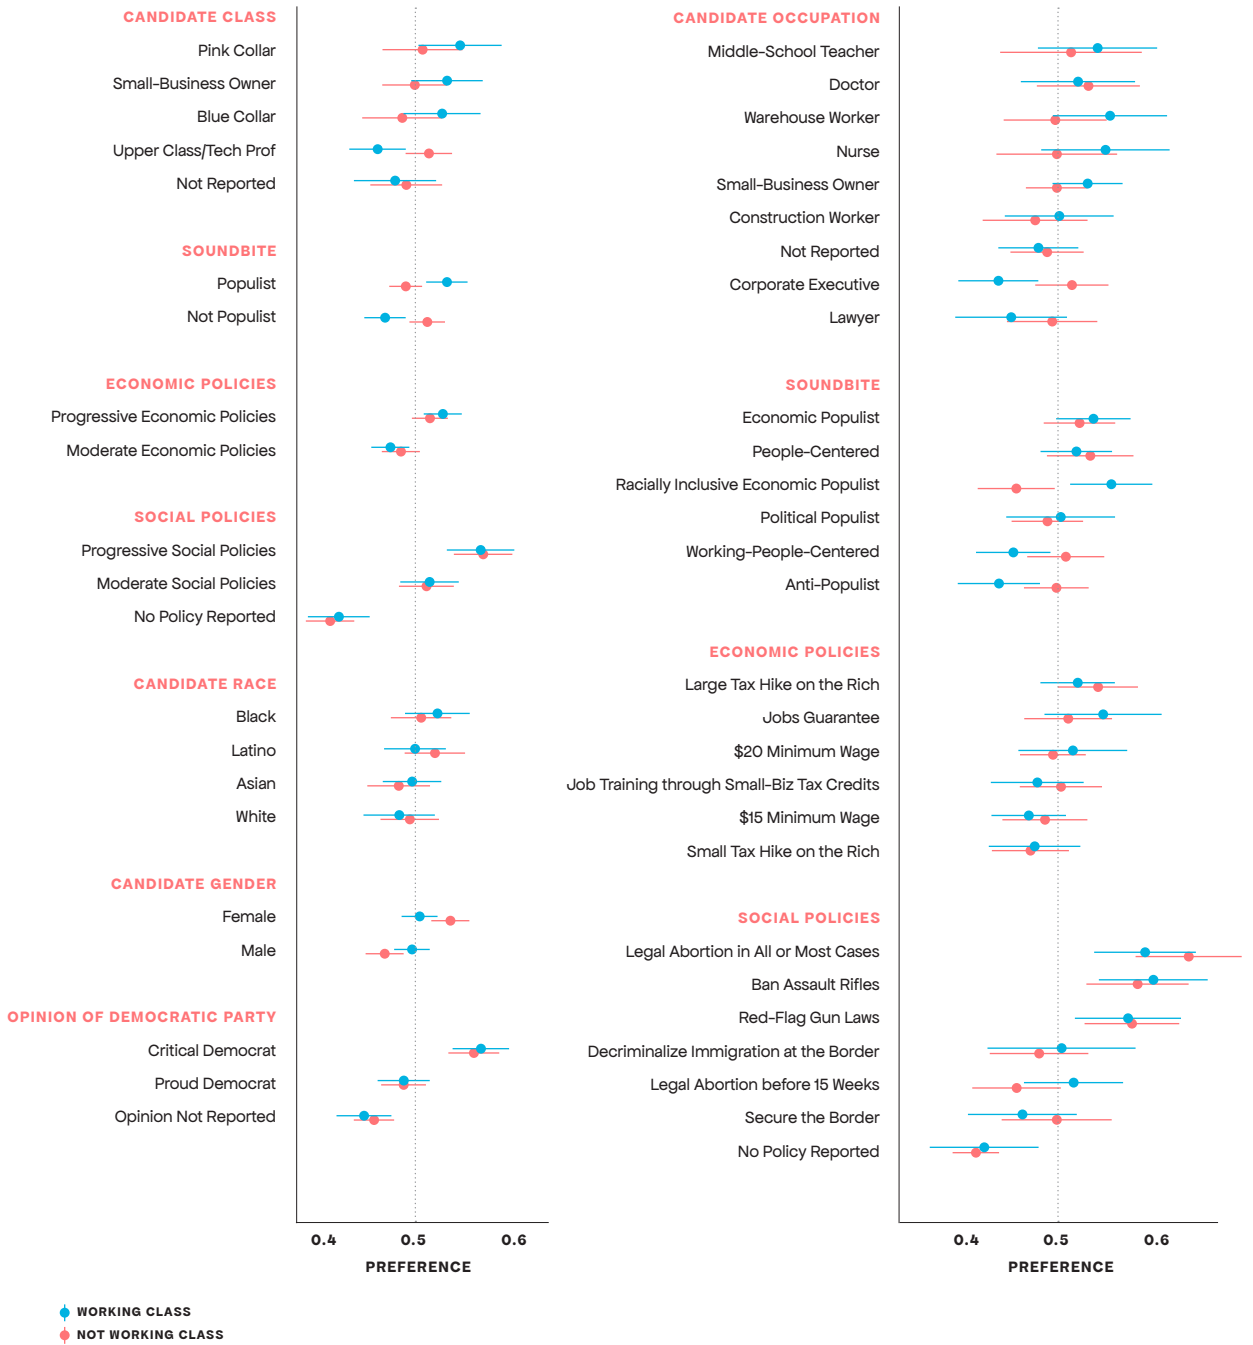 CANDIDATE CLASS
Pink Collar
Small-Business Owner
Blue Collar
Upper Class/Tech Prof
Not Reported
SOUNDBITE
Populist
Not Populist
ECONOMIC POLICIES
Progressive Economic Policies
Moderate Economic Policies
SOCIAL POLICIES
Progressive Social Policies
Moderate Social Policies
No Policy Reported
CANDIDATE RACE
Black
Latino
Asian
White
CANDIDATE GENDER
Female
Male
OPINION OF DEMOCRATIC PARTY
Critical Democrat
Proud Democrat
Opinion Not Reported
0.4 0.5 0.6
PREFERENCE
CANDIDATE OCCUPATION
Middle-School Teacher
Doctor
Warehouse Worker
Nurse
Small-Business Owner
Construction Worker
Not Reported
Corporate Executive
Lawyer
SOUNDBITE
Economic Populist
People-Centered
Racially Inclusive Economic Populist
Political Populist
Working-People-Centered
Anti-Populist
ECONOMIC POLICIES
Large Tax Hike on the Rich
Jobs Guarantee
$20 Minimum Wage
Job Training through Small-Biz Tax Credits
$15 Minimum Wage
Small Tax Hike on the Rich
SOCIAL POLICIES
Legal Abortion in All or Most Cases
Ban Assault Rifles
Red-Flag Gun Laws
Decriminalize Immigration at the Border
Legal Abortion before 15 Weeks
Secure the Border
No Policy Reported
0.4 0.5 0.6
PREFERENCE
WORKING CLASS
NOT WORKING CLASS